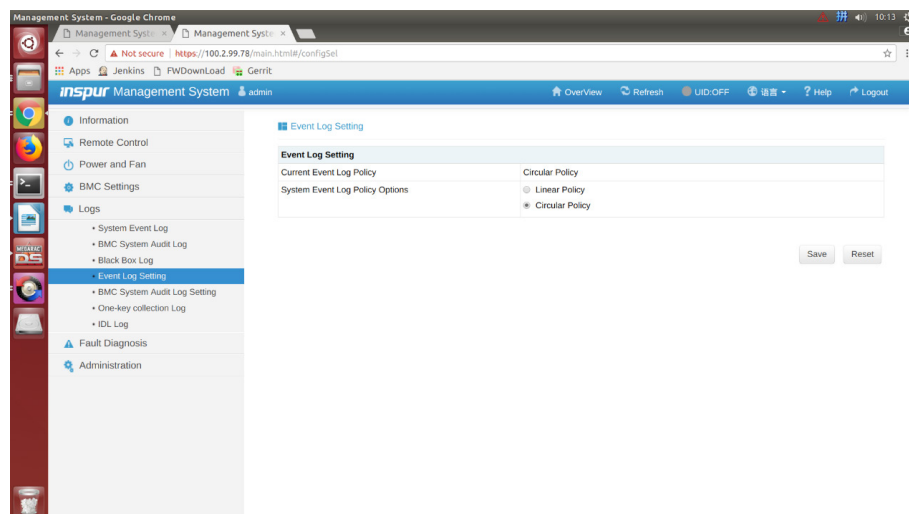 Management System - Google Chrome
拼 10:13
Management Syste × Management Syste ×
Not secure https://100.2.99.78/main.html#/configSel
Apps Jenkins FWDownLoad Gerrit
inspur Management System admin OverView Refresh UID:OFF 语言 ? Help Logout
Information
Remote Control
Power and Fan
BMC Settings
Logs
• System Event Log
• BMC System Audit Log
• Black Box Log
• Event Log Setting
• BMC System Audit Log Setting
• One-key collection Log
• IDL Log
Fault Diagnosis
Administration
Event Log Setting
Event Log Setting
Current Event Log Policy Circular Policy
System Event Log Policy Options Linear Policy
Circular Policy
Save Reset
MEGARAC